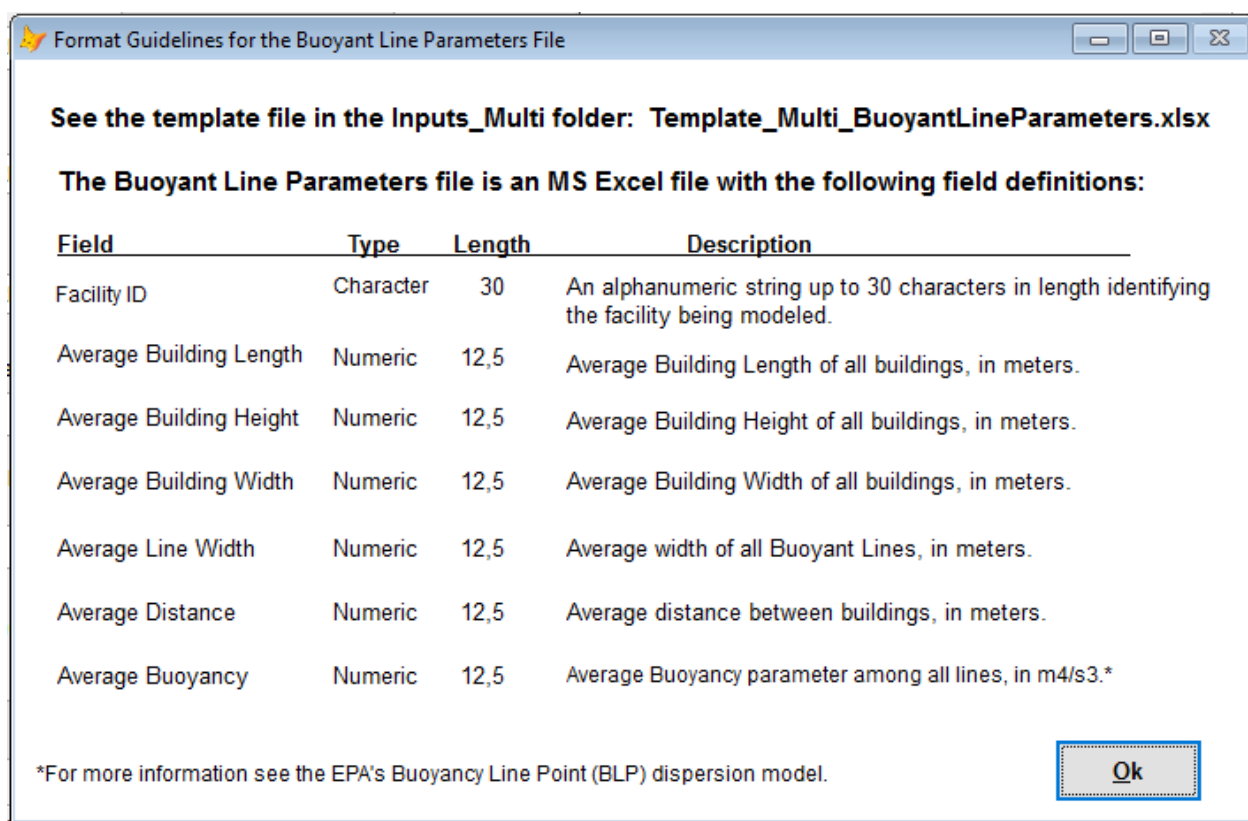 Format Guidelines for the Buoyant Line Parameters File
See the template file in the Inputs_Multi folder: Template_Multi_BuoyantLineParameters.xlsx
The Buoyant Line Parameters file is an MS Excel file with the following field definitions:
Field Type Length Description
Facility ID Character 30 An alphanumeric string up to 30 characters in length identifying
the facility being modeled.
Average Building Length Numeric 12,5 Average Building Length of all buildings, in meters.
Average Building Height Numeric 12,5 Average Building Height of all buildings, in meters.
Average Building Width Numeric 12,5 Average Building Width of all buildings, in meters.
Average Line Width Numeric 12,5 Average width of all Buoyant Lines, in meters.
Average Distance Numeric 12,5 Average distance between buildings, in meters.
Average Buoyancy Numeric 12,5 Average Buoyancy parameter among all lines, in m4/s3.*
*For more information see the EPA's Buoyancy Line Point (BLP) dispersion model.
Ok